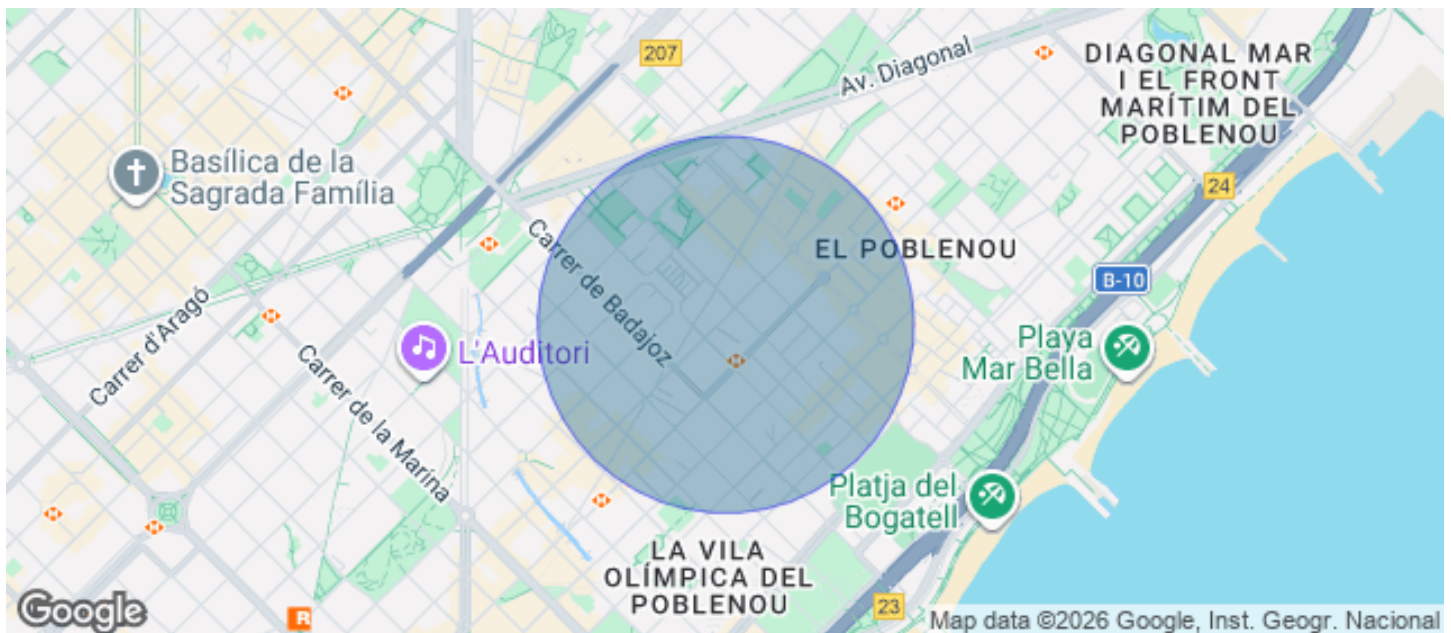 207
Av. Diagonal
DIAGONAL MAR
I EL FRONT
MARÍTIM DEL
POBLENOU
Basílica de la
Sagrada Família
24
Carrer de Badajoz
EL POBLENOU
B-10
Carrer d'Aragó
L'Auditori
Playa
Mar Bella
Carrer de la Marina
Platja del
Bogatell
LA VILA
OLÍMPICA DEL
POBLENOU
23
Google
R
Map data ©2026 Google, Inst. Geogr. Nacional